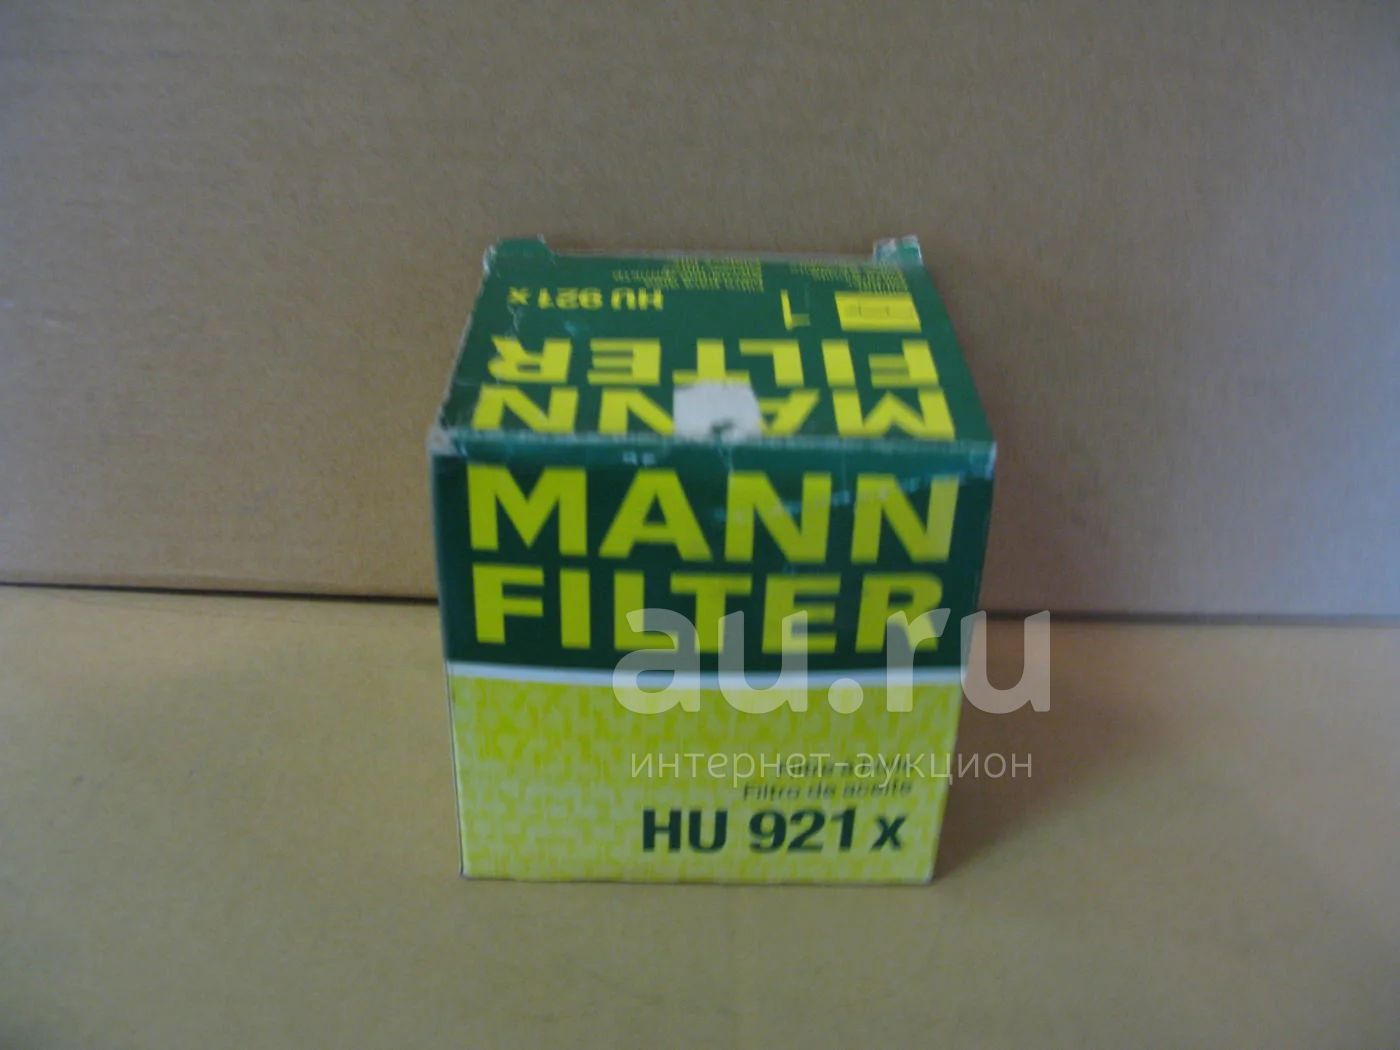 HU 921 x
MANN
FILTER
MANN
FILTER
au.ru
интернет-аукцион
Filtro de aceite
HU 921 x